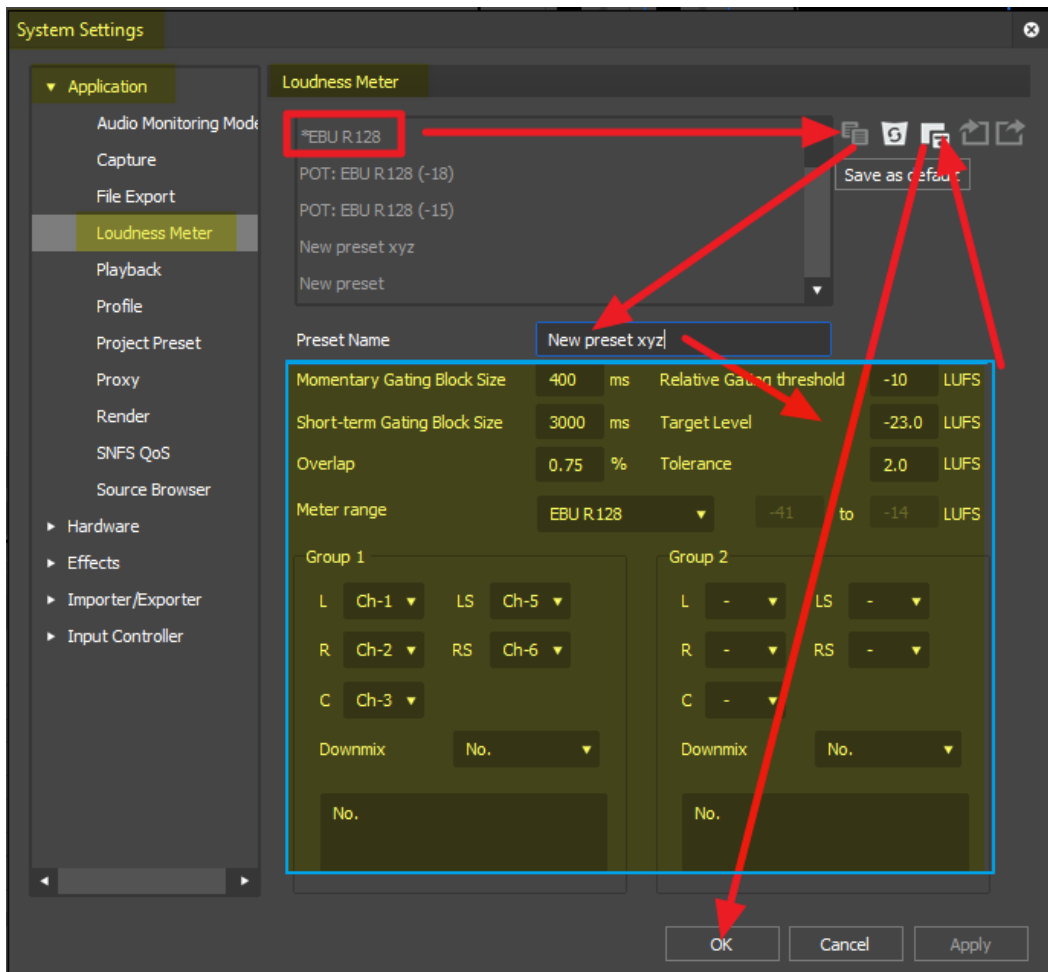 System Settings
Application
Audio Monitoring Mode
Capture
File Export
Loudness Meter
Playback
Profile
Project Preset
Proxy
Render
SNFS QoS
Source Browser
Hardware
Effects
Importer/Exporter
Input Controller
Loudness Meter
*EBU R128
POT: EBU R128 (-18)
POT: EBU R128 (-15)
New preset xyz
New preset
Save as default
Preset Name New preset xyz
Momentary Gating Block Size 400 ms Relative Gating threshold -10 LUFS
Short-term Gating Block Size 3000 ms Target Level -23.0 LUFS
Overlap 0.75 % Tolerance 2.0 LUFS
Meter range EBU R128 -41 to -14 LUFS
Group 1 Group 2
L Ch-1 LS Ch-5 L - LS -
R Ch-2 RS Ch-6 R - RS -
C Ch-3 C -
Downmix No. Downmix No.
No. No.
OK Cancel Apply